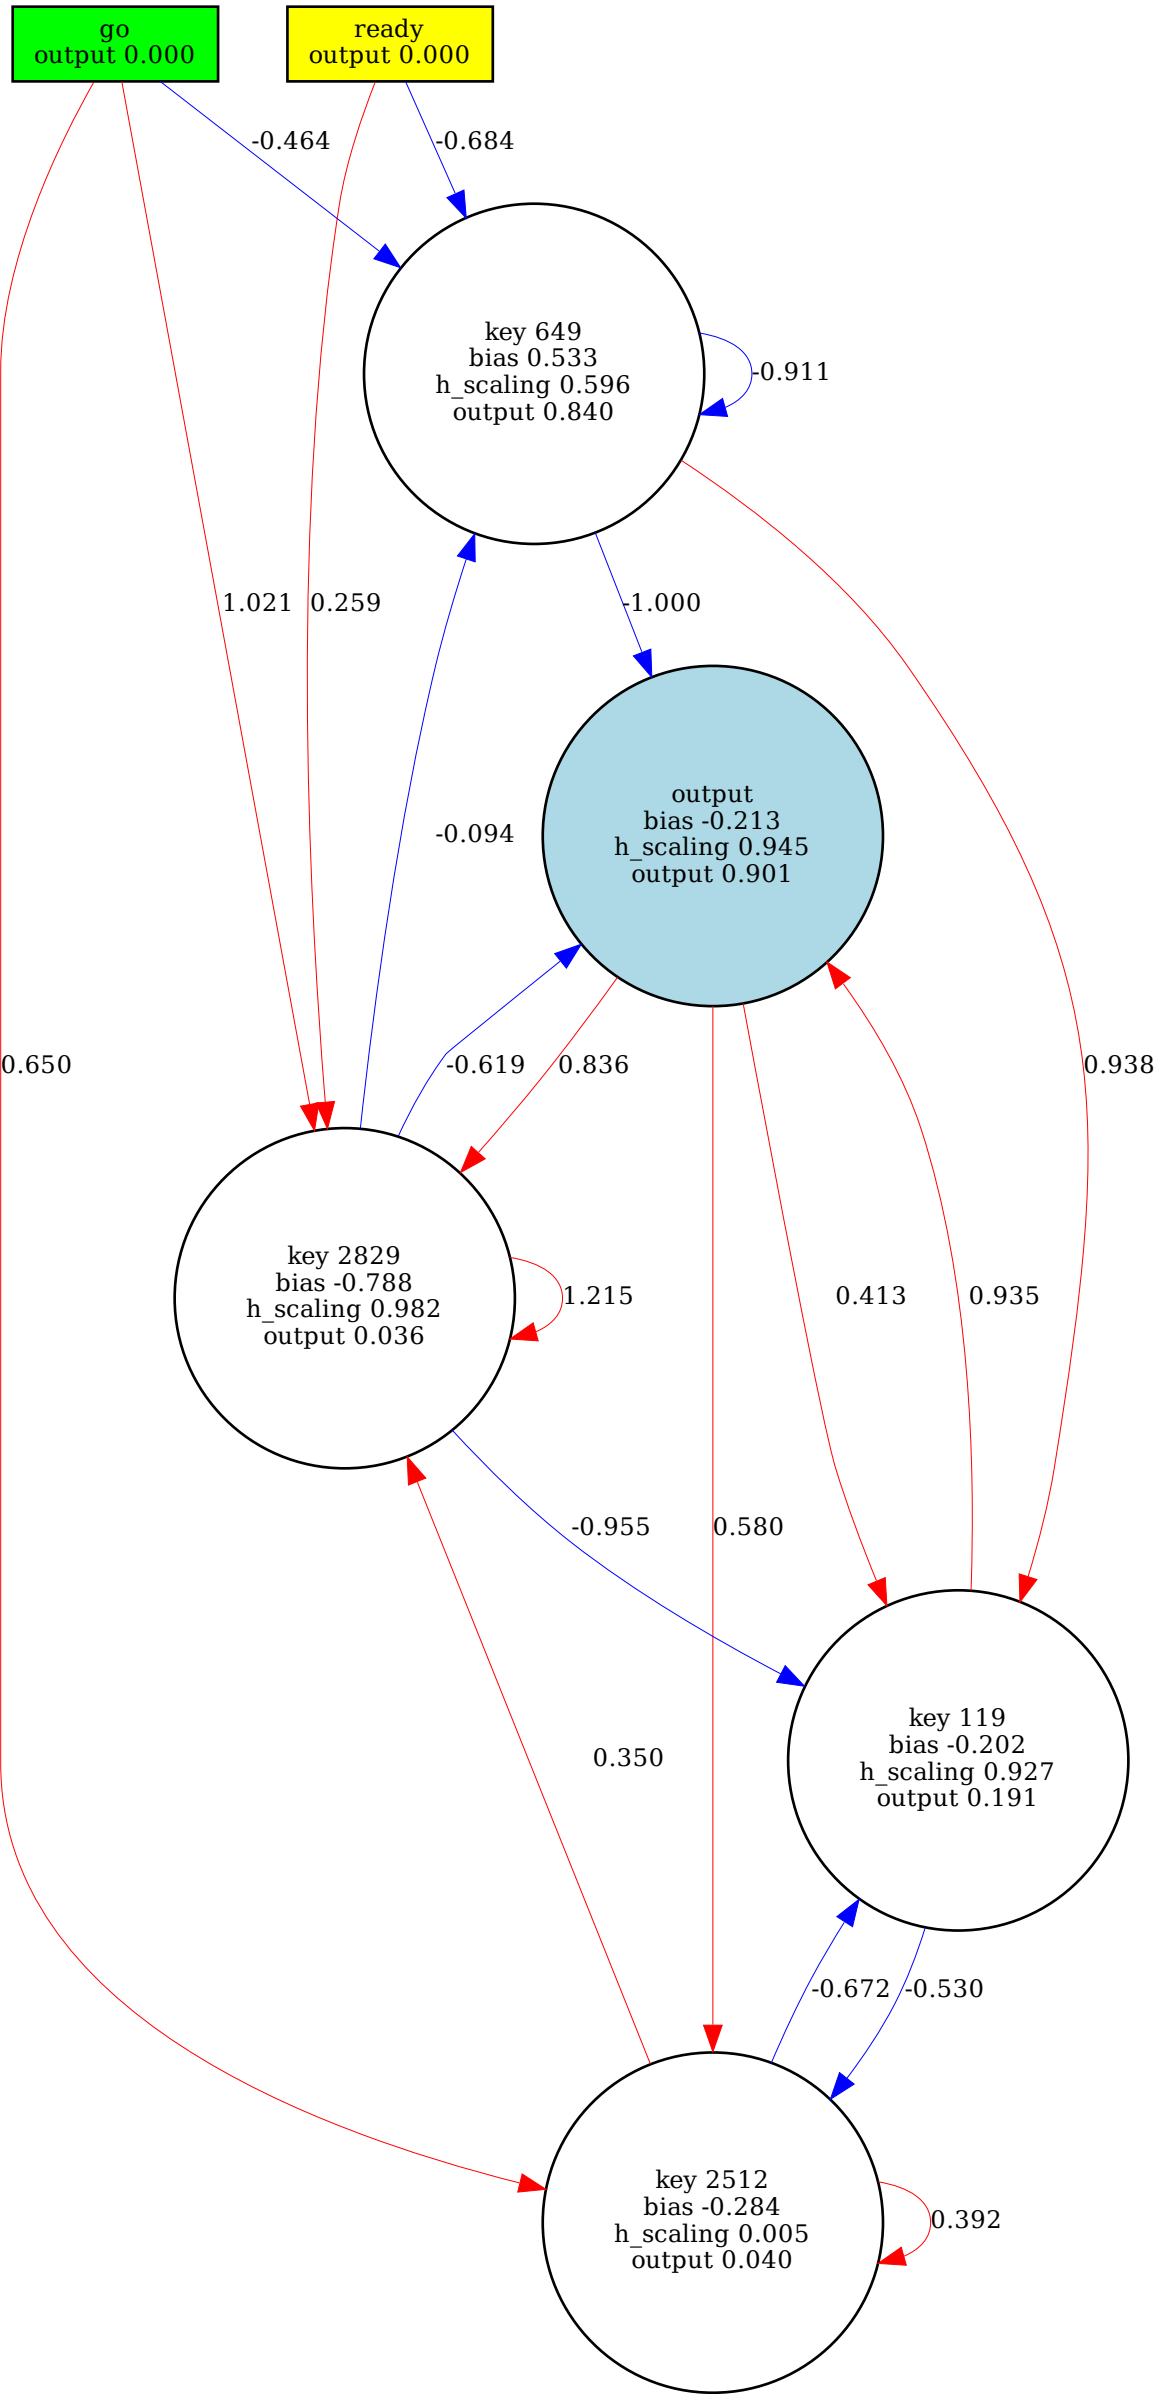 go
output 0.000
ready
output 0.000
-0.464
-0.684
key 649
bias 0.533
h_scaling 0.596
output 0.840
-0.911
1.021
0.259
-1.000
output
bias -0.213
h_scaling 0.945
output 0.901
-0.094
0.650
-0.619
0.836
0.938
key 2829
bias -0.788
h_scaling 0.982
output 0.036
1.215
0.413
0.935
-0.955
0.580
key 119
bias -0.202
h_scaling 0.927
output 0.191
0.350
-0.672
-0.530
key 2512
bias -0.284
h_scaling 0.005
output 0.040
0.392